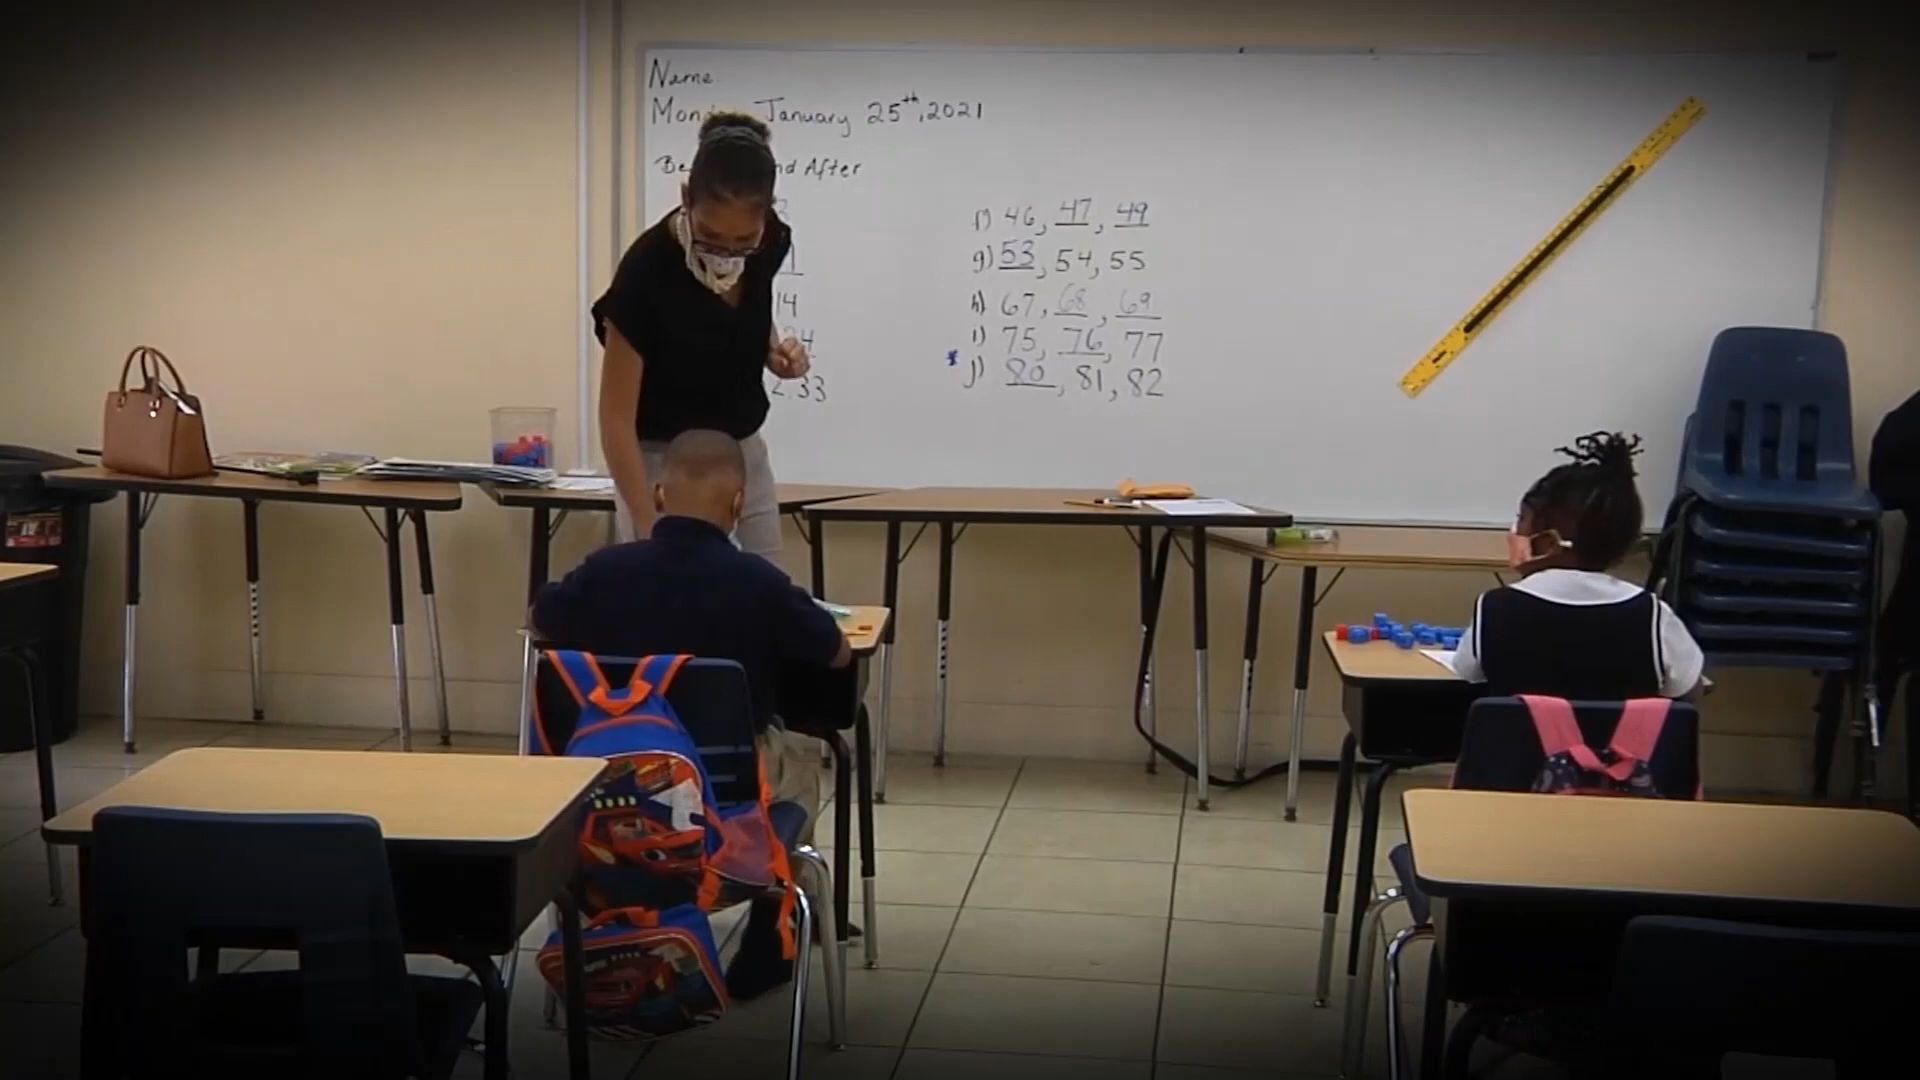 Name
January 25th, 2021
and After
14
33
f) 46, 47, 49
g) 53, 54, 55
h) 67, 68, 69
i) 75, 76, 77
* j) 80, 81, 82